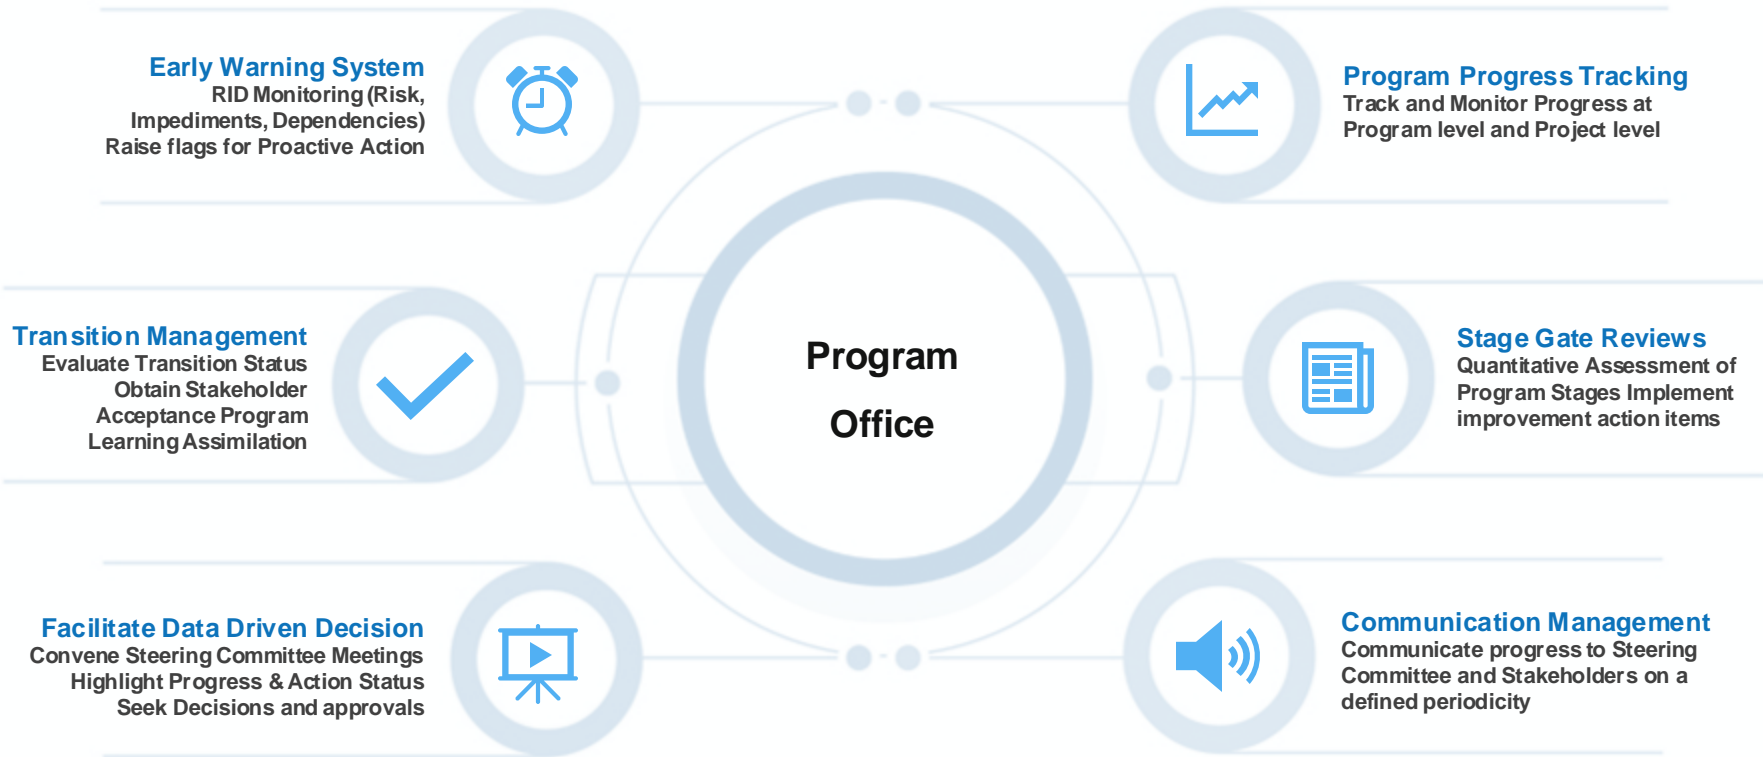 Early Warning System
RID Monitoring (Risk,
Impediments, Dependencies)
Raise flags for Proactive Action
Program Progress Tracking
Track and Monitor Progress at
Program level and Project level
Transition Management
Evaluate Transition Status
Obtain Stakeholder
Acceptance Program
Learning Assimilation
Program
Office
Stage Gate Reviews
Quantitative Assessment of
Program Stages Implement
improvement action items
Facilitate Data Driven Decision
Convene Steering Committee Meetings
Highlight Progress & Action Status
Seek Decisions and approvals
Communication Management
Communicate progress to Steering
Committee and Stakeholders on a
defined periodicity